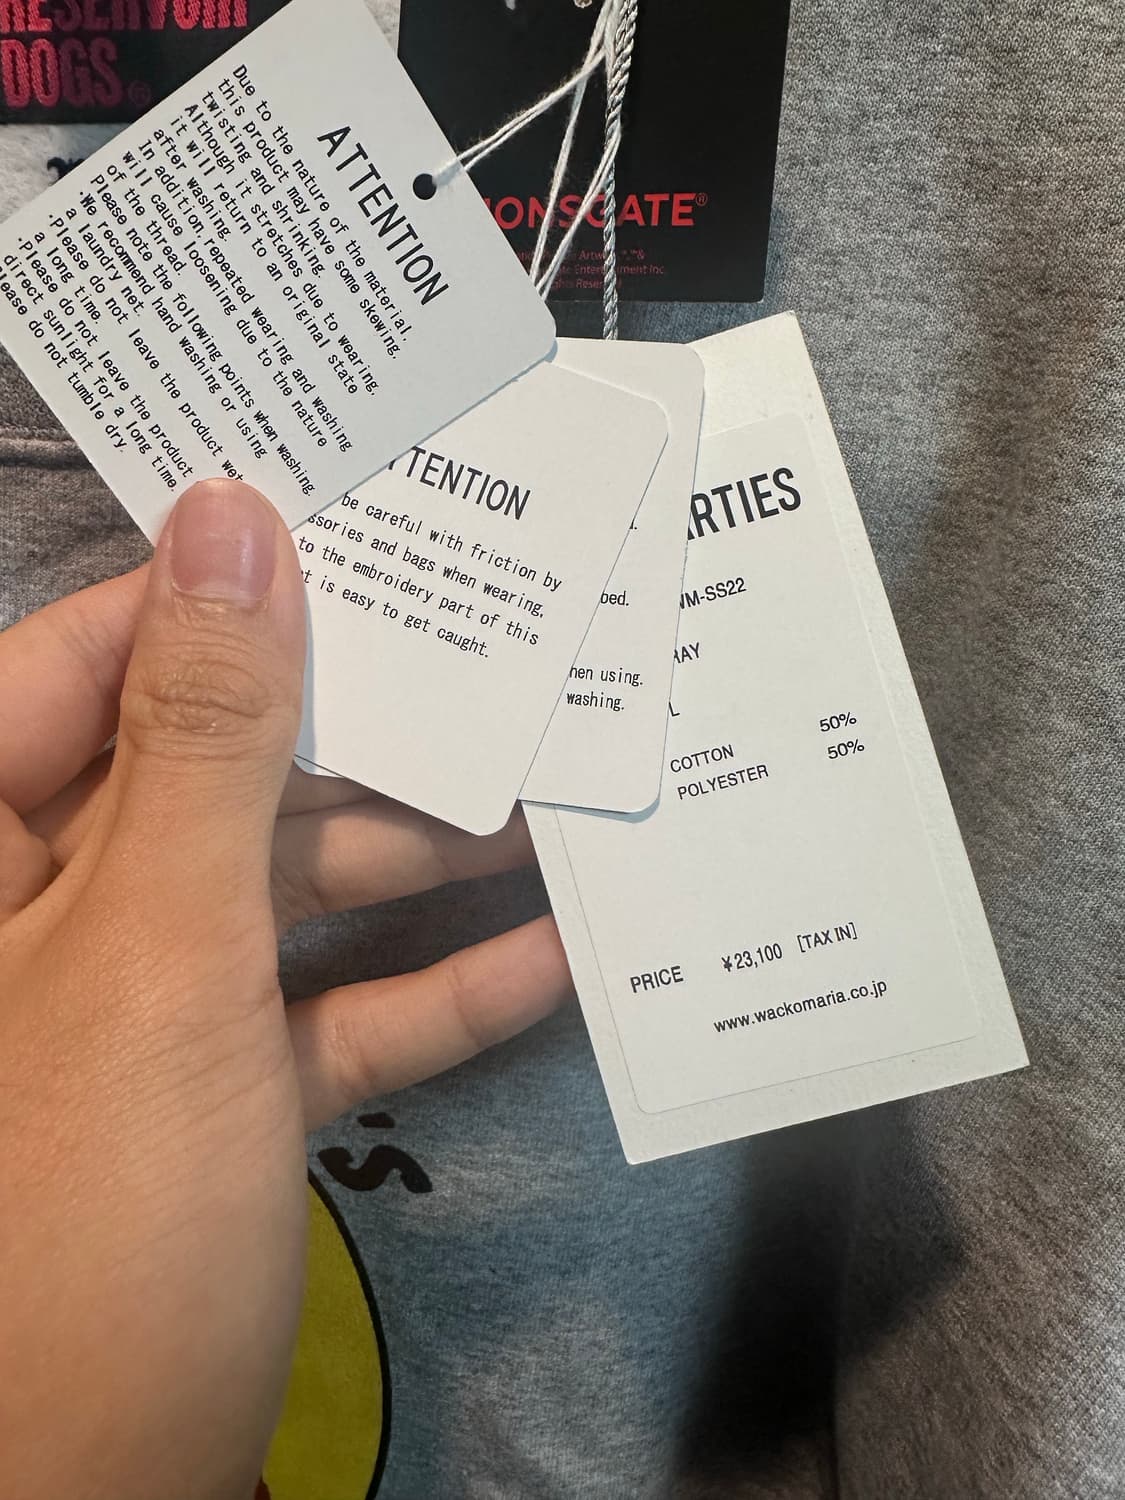 RESERVOIR
DOGS®
ATTENTION
Due to the nature of the material,
this product may have some skewing,
twisting and shrinking.
Although it stretches due to wearing,
it will return to an original state
after washing.
In addition, repeated wearing and washing
will cause loosening due to the nature
of the thread.
Please note the following points when washing.
･We recommend hand washing or using
a laundry net.
･Please do not leave the product wet
a long time.
･Please do not leave the product
direct sunlight for a long time.
Please do not tumble dry.
IONSGATE®
TTENTION
be careful with friction by
ssories and bags when wearing,
to the embroidery part of this
t is easy to get caught.
bed.
hen using.
washing.
ARTIES
WM-SS22
RAY
L
COTTON 50%
POLYESTER 50%
PRICE ¥23,100 [TAX IN]
www.wackomaria.co.jp
'S